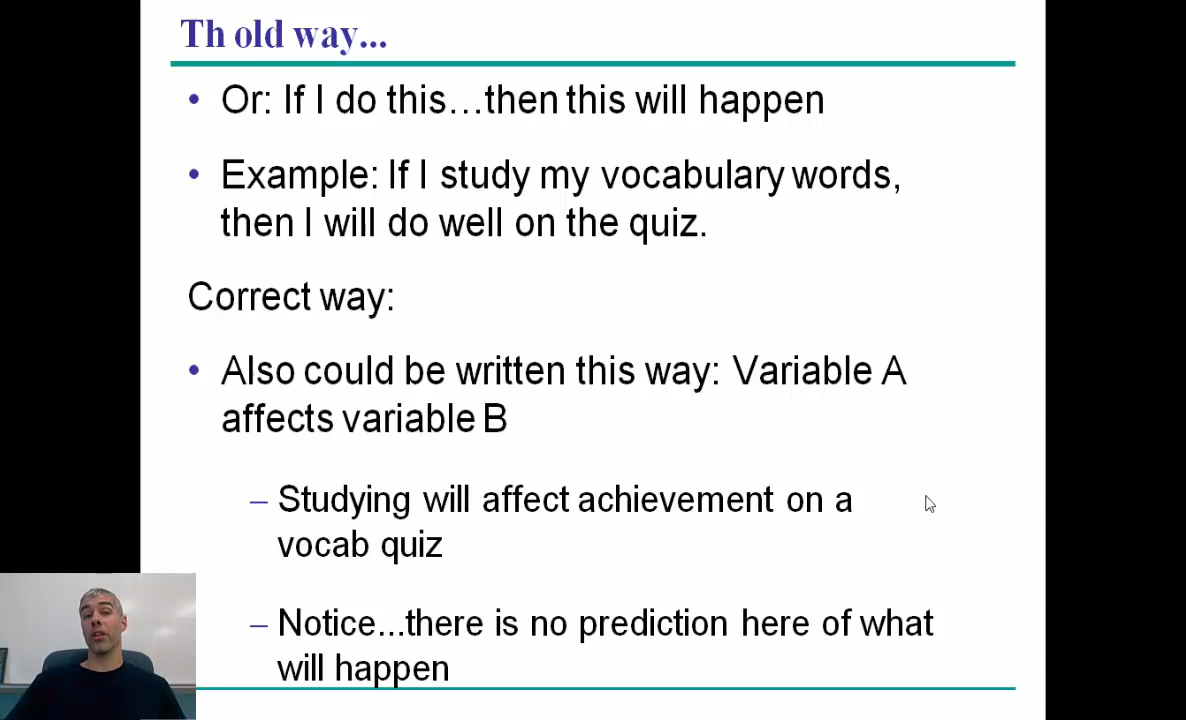 Th old way...
• Or: If I do this...then this will happen
• Example: If I study my vocabulary words,
then I will do well on the quiz.
Correct way:
• Also could be written this way: Variable A
affects variable B
– Studying will affect achievement on a
vocab quiz
– Notice...there is no prediction here of what
will happen